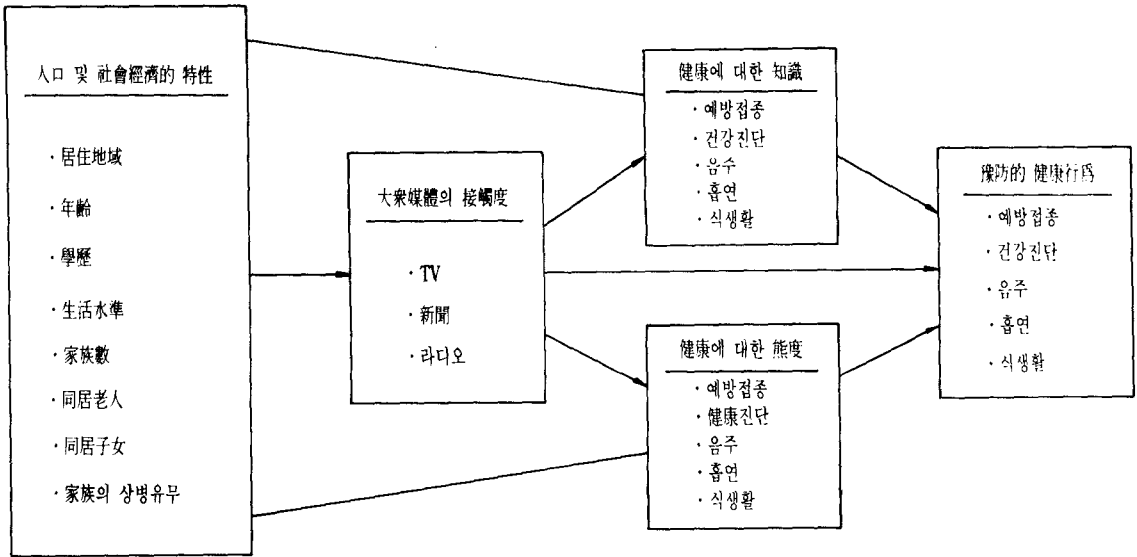 人口 및 社會經濟的 特性
· 居住地域
· 年齡
· 學歷
· 生活水準
· 家族數
· 同居老人
· 同居子女
· 家族의 상병유무
大衆媒體의 接觸度
· TV
· 新聞
· 라디오
健康에 대한 知識
· 예방접종
· 건강진단
· 음주
· 흡연
· 식생활
健康에 대한 態度
· 예방접종
· 健康진단
· 음주
· 흡연
· 식생활
豫防的 健康行爲
· 예방접종
· 건강진단
· 음주
· 흡연
· 식생활